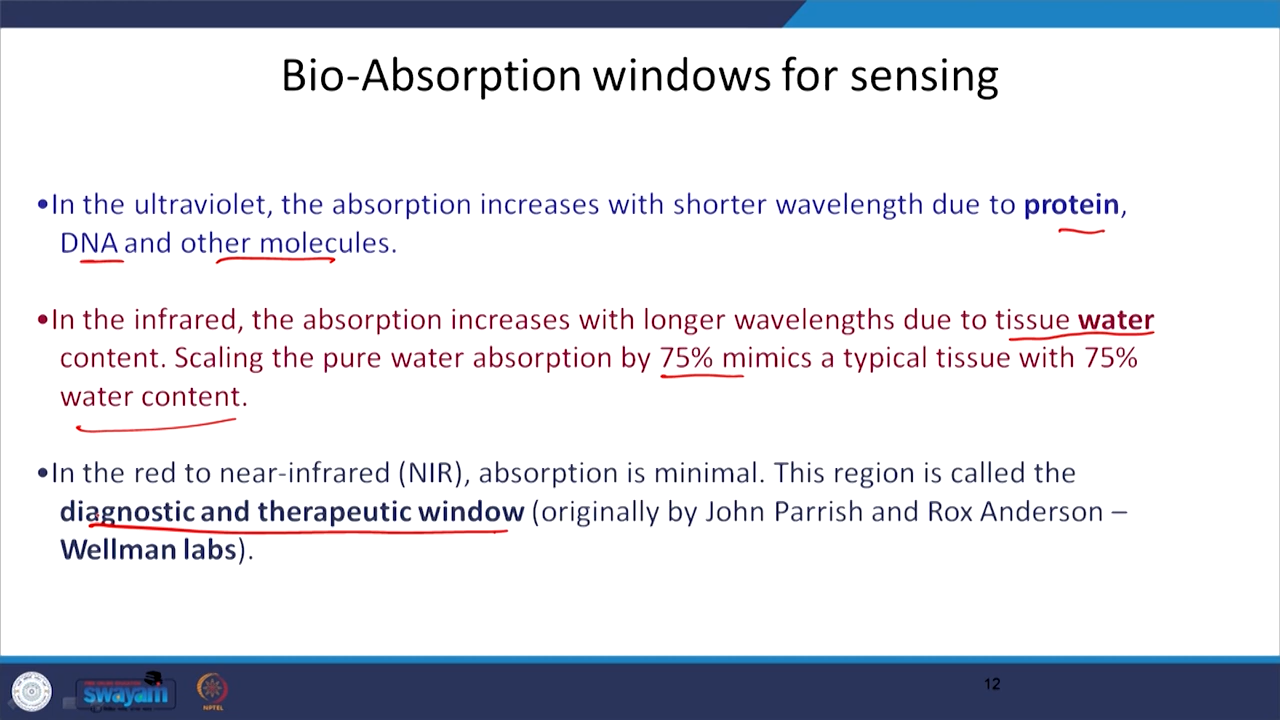 Bio-Absorption windows for sensing
•In the ultraviolet, the absorption increases with shorter wavelength due to protein,
DNA and other molecules.
•In the infrared, the absorption increases with longer wavelengths due to tissue water
content. Scaling the pure water absorption by 75% mimics a typical tissue with 75%
water content.
•In the red to near-infrared (NIR), absorption is minimal. This region is called the
diagnostic and therapeutic window (originally by John Parrish and Rox Anderson –
Wellman labs).
swayam
NPTEL
12